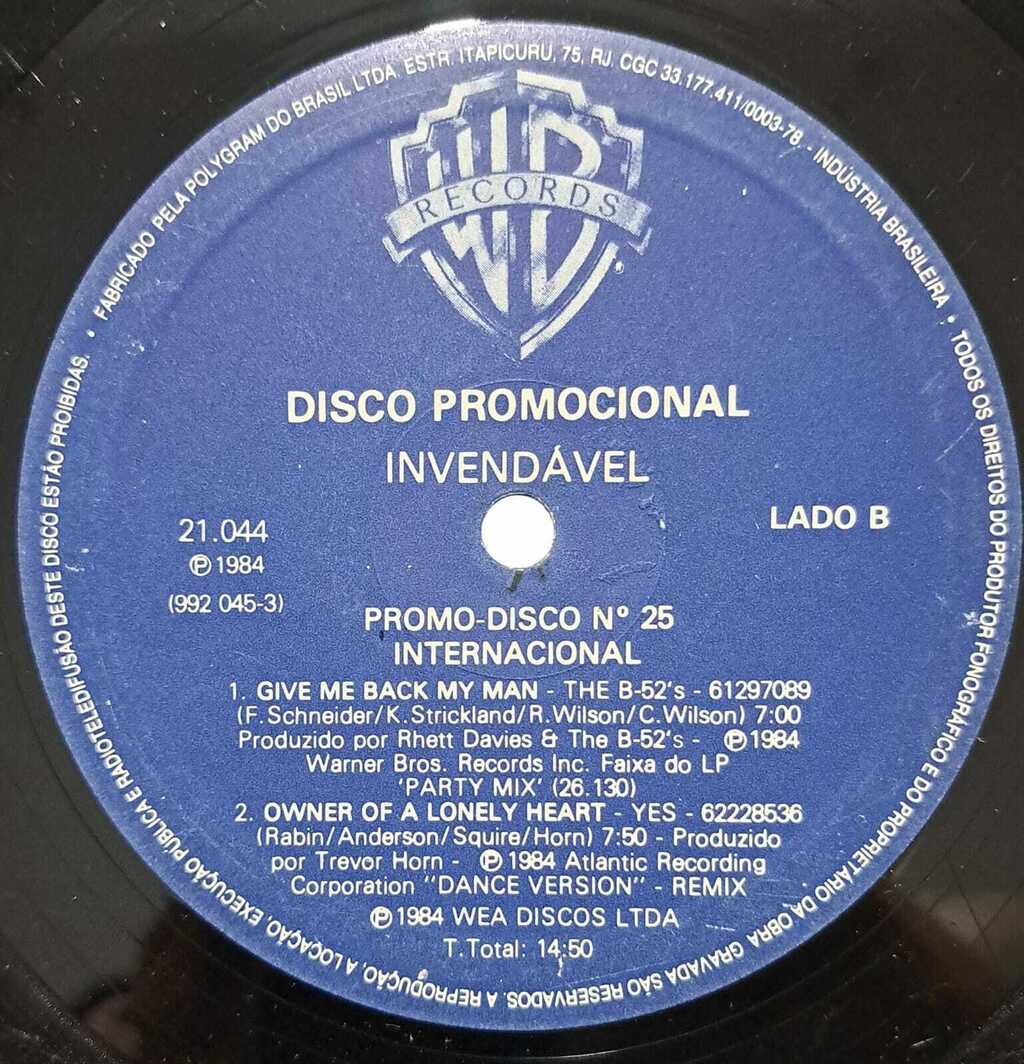 FABRICADO PELA POLYGRAM DO BRASIL LTDA. ESTR. ITAPICURU, 75, RJ. CGC 33.177.411/0003-78 - INDÚSTRIA BRASILEIRA • TODOS OS DIREITOS DO PRODUTOR FONOGRÁFICO E DO PROPRIETÁRIO DA OBRA GRAVADA SÃO RESERVADOS. A REPRODUÇÃO, A LOCAÇÃO, EXECUÇÃO PÚBLICA E RADIOTELEDIFUSÃO DESTE DISCO ESTÃO PROIBIDAS. •
WB
RECORDS
DISCO PROMOCIONAL
INVENDÁVEL
21.044
℗ 1984
(992 045-3)
LADO B
PROMO-DISCO Nº 25
INTERNACIONAL
1. GIVE ME BACK MY MAN - THE B-52's - 61297089
(F. Schneider/K. Strickland/R. Wilson/C. Wilson) 7:00
Produzido por Rhett Davies & The B-52's - ℗1984
Warner Bros. Records Inc. Faixa do LP
'PARTY MIX' (26.130)
2. OWNER OF A LONELY HEART - YES - 62228536
(Rabin/Anderson/Squire/Horn) 7:50 - Produzido
por Trevor Horn - ℗ 1984 Atlantic Recording
Corporation "DANCE VERSION" - REMIX
℗ 1984 WEA DISCOS LTDA
T. Total: 14:50